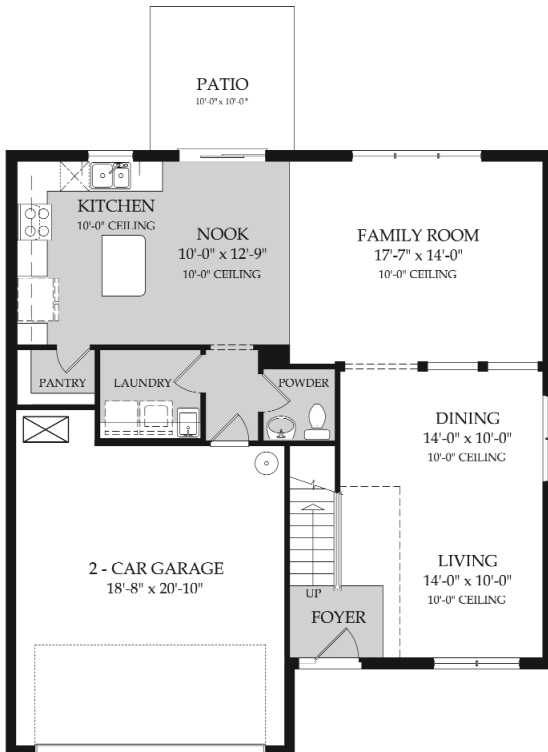 PATIO
10'-0" x 10'-0"
KITCHEN
10'-0" CEILING
NOOK
10'-0" x 12'-9"
10'-0" CEILING
FAMILY ROOM
17'-7" x 14'-0"
10'-0" CEILING
PANTRY
LAUNDRY
POWDER
DINING
14'-0" x 10'-0"
10'-0" CEILING
2 - CAR GARAGE
18'-8" x 20'-10"
LIVING
14'-0" x 10'-0"
10'-0" CEILING
UP
FOYER